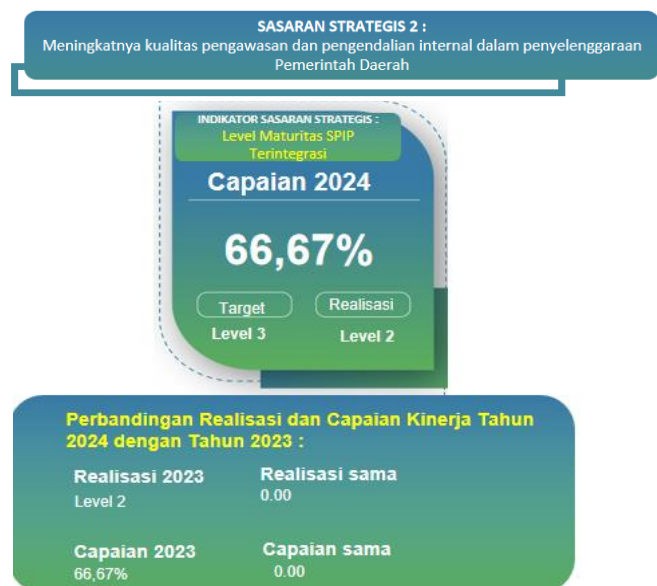 SASARAN STRATEGIS 2 :
Meningkatnya kualitas pengawasan dan pengendalian internal dalam penyelenggaraan
Pemerintah Daerah
INDIKATOR SASARAN STRATEGIS :
Level Maturitas SPIP
Terintegrasi
Capaian 2024
66,67%
Target
Realisasi
Level 3
Level 2
Perbandingan Realisasi dan Capaian Kinerja Tahun
2024 dengan Tahun 2023 :
Realisasi 2023
Level 2
Realisasi sama
0.00
Capaian 2023
66,67%
Capaian sama
0.00